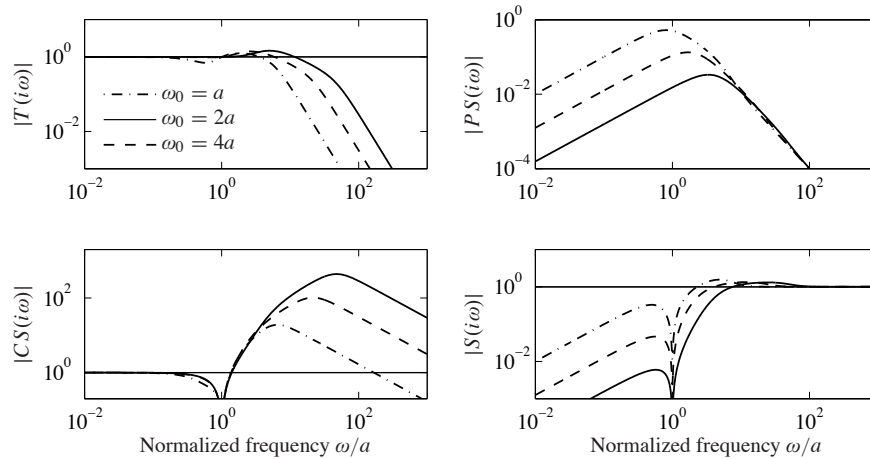 10^0
10^-2
|T(iω)|
ω0 = a
ω0 = 2a
ω0 = 4a
10^-2
10^0
10^2
10^0
10^-2
10^-4
|PS(iω)|
10^-2
10^0
10^2
10^2
10^0
|CS(iω)|
10^-2
10^0
10^2
Normalized frequency ω/a
10^0
10^-2
|S(iω)|
10^-2
10^0
10^2
Normalized frequency ω/a